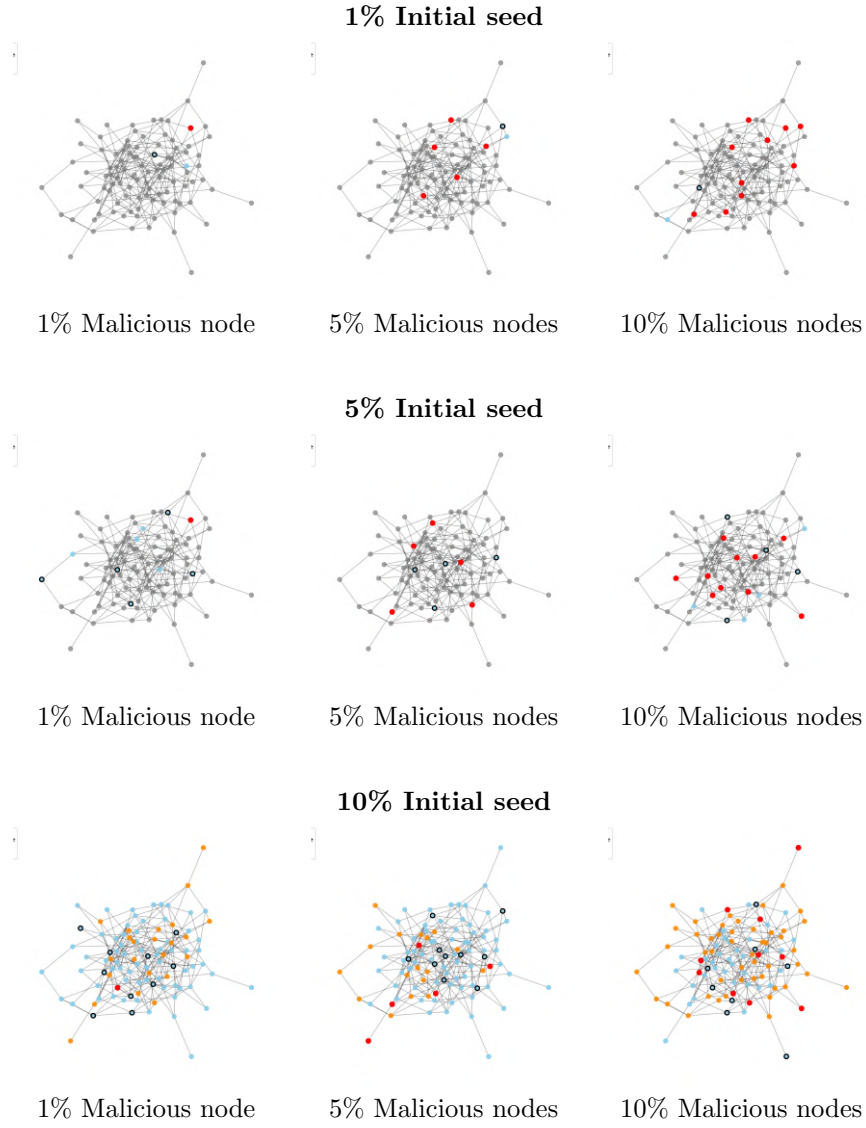 1% Initial seed
1% Malicious node 5% Malicious nodes 10% Malicious nodes
5% Initial seed
1% Malicious node 5% Malicious nodes 10% Malicious nodes
10% Initial seed
1% Malicious node 5% Malicious nodes 10% Malicious nodes